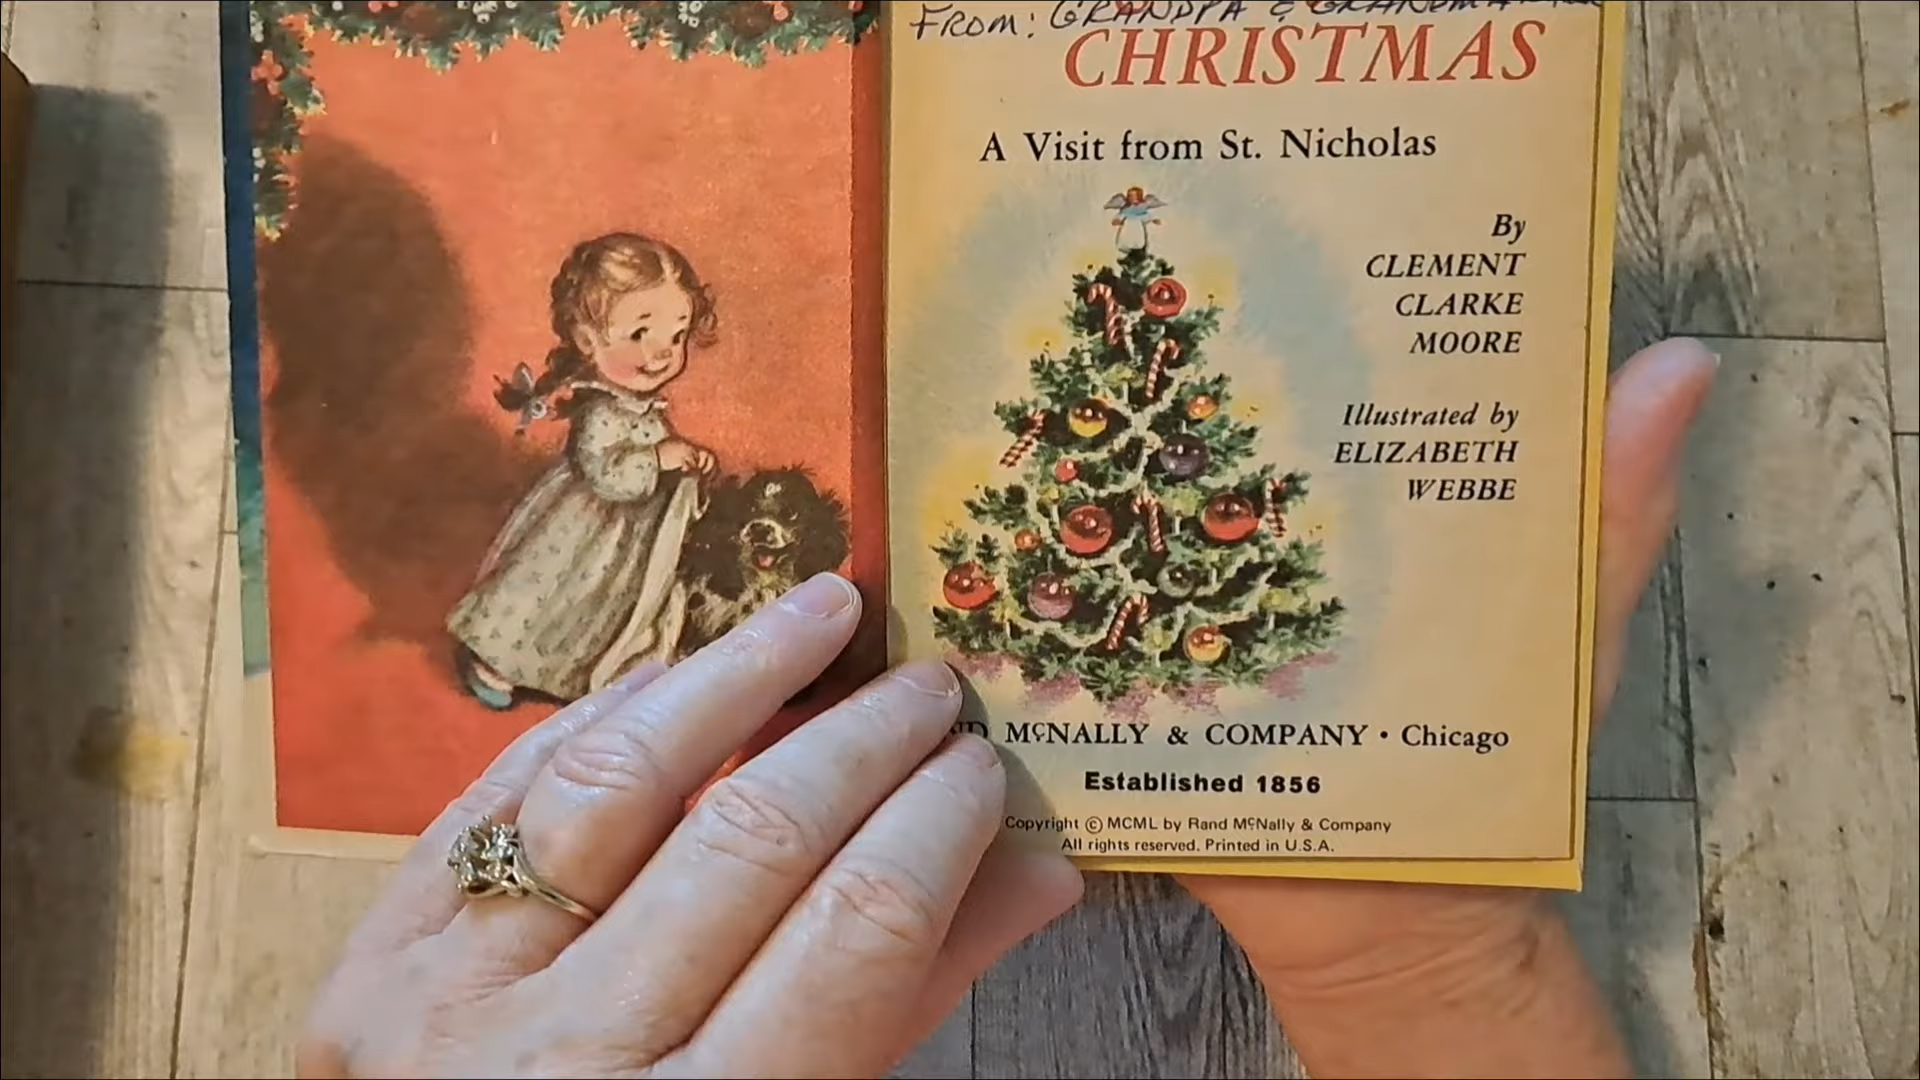 FROM: GRANDPA & GRANDMA
CHRISTMAS
A Visit from St. Nicholas
By
CLEMENT
CLARKE
MOORE
Illustrated by
ELIZABETH
WEBBE
McNALLY & COMPANY • Chicago
Established 1856
Copyright © MCML by Rand McNally & Company
All rights reserved. Printed in U.S.A.